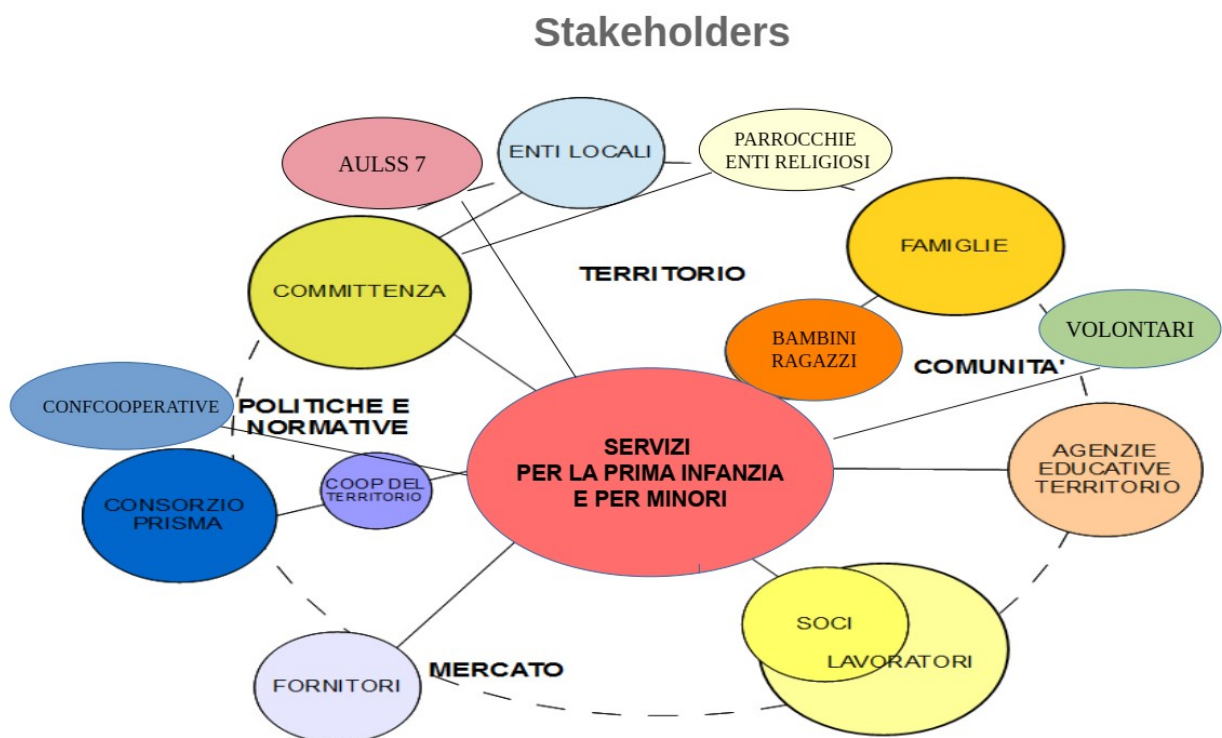 Stakeholders
ENTI LOCALI
AULSS 7
PARROCCHIE
ENTI RELIGIOSI
FAMIGLIE
TERRITORIO
COMMITTENZA
VOLONTARI
BAMBINI
RAGAZZI
COMUNITA'
CONFCOOPERATIVE
POLITICHE E
NORMATIVE
SERVIZI
PER LA PRIMA INFANZIA
E PER MINORI
AGENZIE
EDUCATIVE
TERRITORIO
COOP DEL
TERRITORIO
CONSORZIO
PRISMA
SOCI
LAVORATORI
MERCATO
FORNITORI